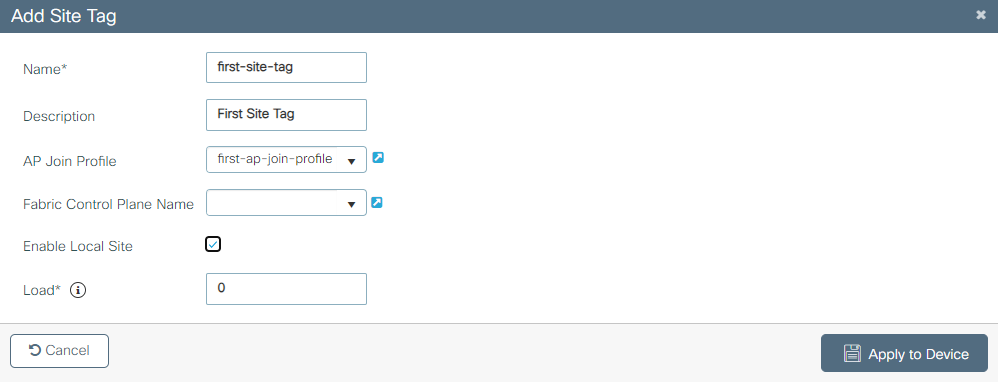 Add Site Tag
Name*
first-site-tag
Description
First Site Tag
AP Join Profile
first-ap-join-profile
Fabric Control Plane Name
Enable Local Site
Load*
0
Cancel
Apply to Device